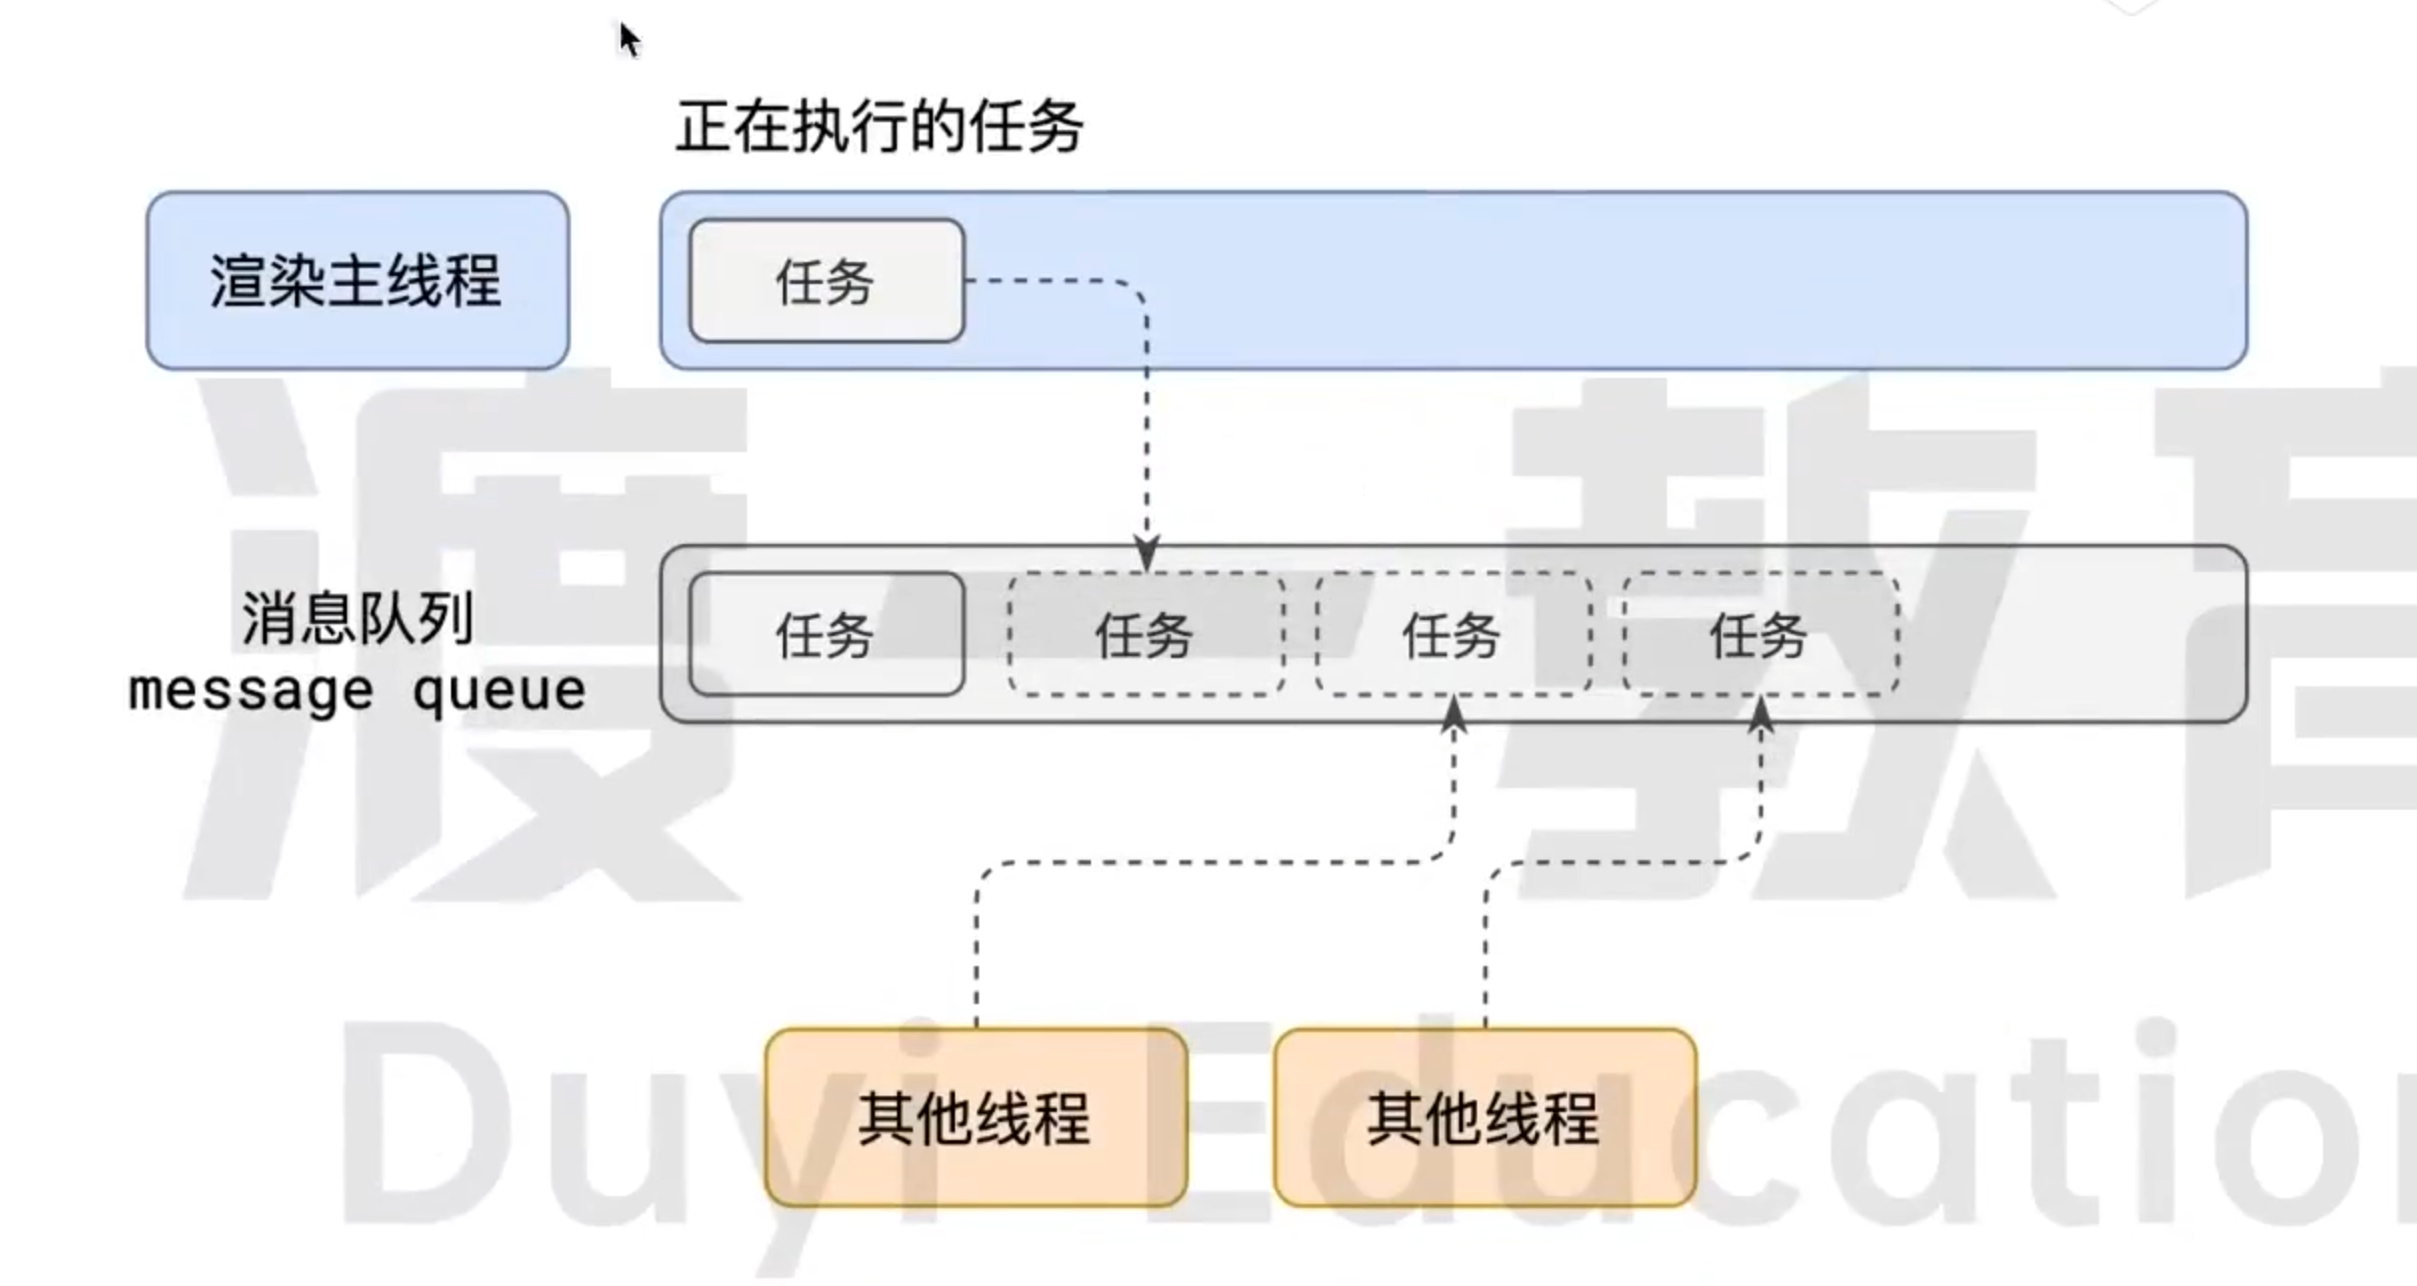 正在执行的任务
渲染主线程
任务
消息队列
message queue
任务
任务
任务
任务
其他线程
其他线程
渡一教育
Duyi Education